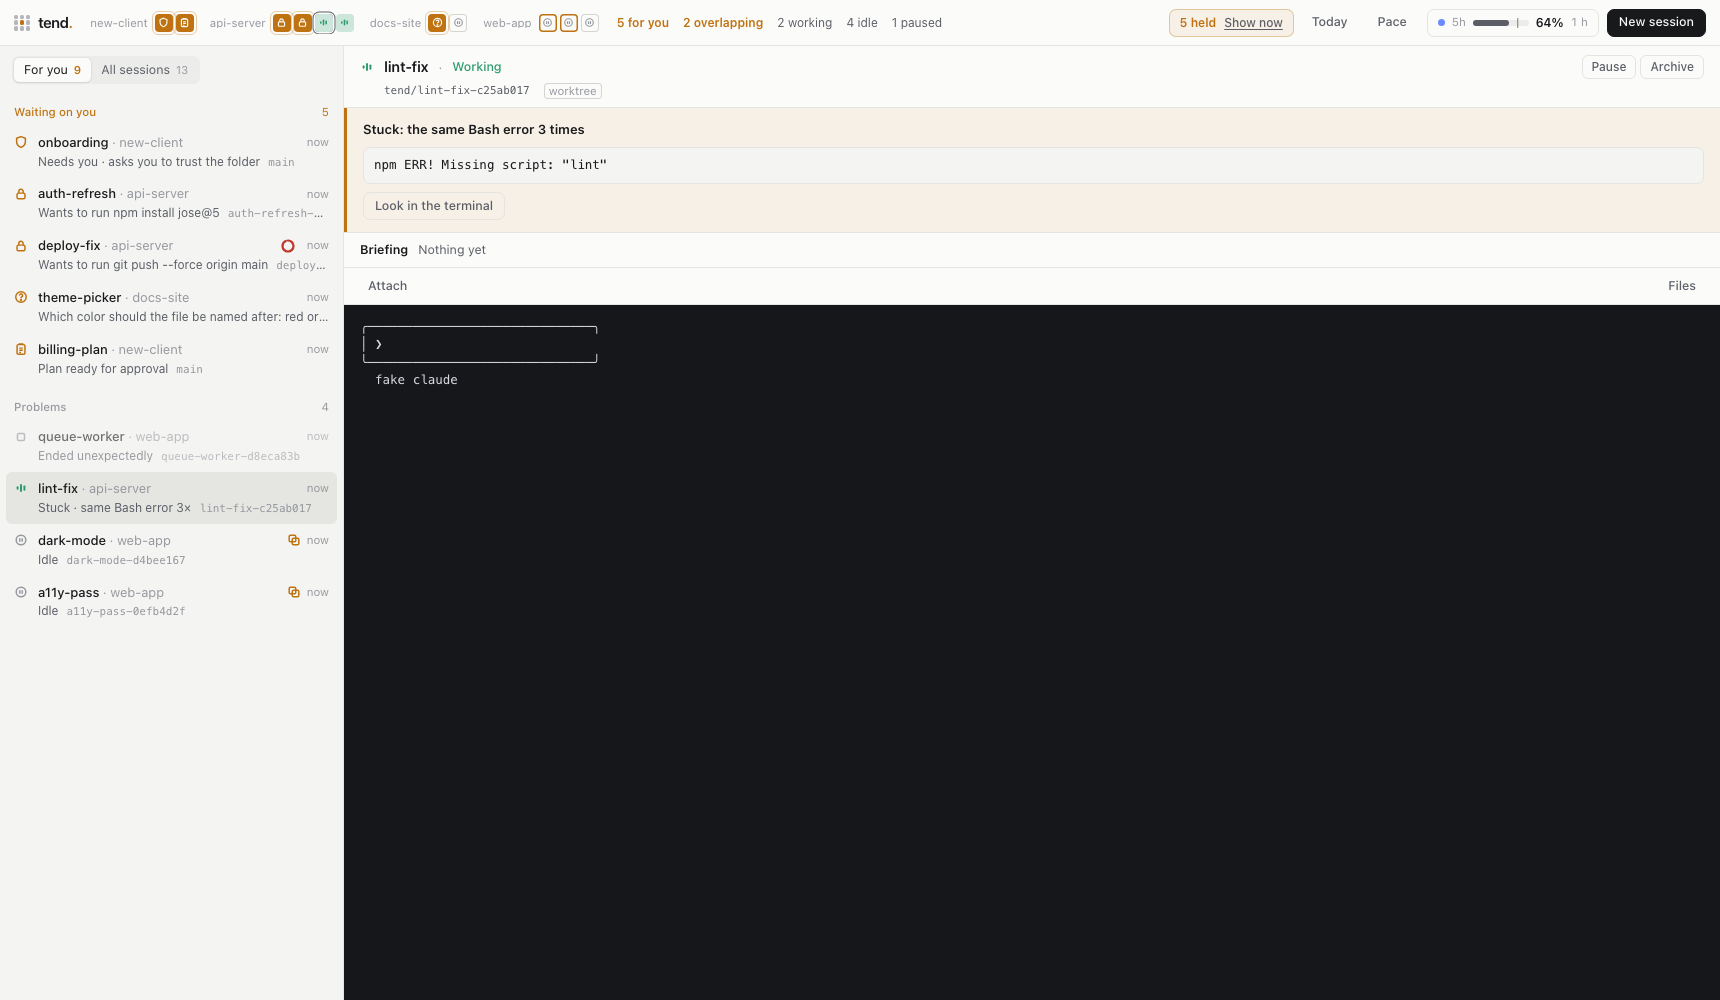 tend. new-client api-server docs-site web-app 5 for you 2 overlapping 2 working 4 idle 1 paused 5 held Show now Today Pace 5h 64% 1 h New session
For you 9 All sessions 13
Waiting on you 5
onboarding · new-client now
Needs you · asks you to trust the folder main
auth-refresh · api-server now
Wants to run npm install jose@5 auth-refresh-…
deploy-fix · api-server now
Wants to run git push --force origin main deploy…
theme-picker · docs-site now
Which color should the file be named after: red or…
billing-plan · new-client now
Plan ready for approval main
Problems 4
queue-worker · web-app now
Ended unexpectedly queue-worker-d8eca83b
lint-fix · api-server now
Stuck · same Bash error 3× lint-fix-c25ab017
dark-mode · web-app now
Idle dark-mode-d4bee167
a11y-pass · web-app now
Idle a11y-pass-0efb4d2f
lint-fix · Working Pause Archive
tend/lint-fix-c25ab017 worktree
Stuck: the same Bash error 3 times
npm ERR! Missing script: "lint"
Look in the terminal
Briefing Nothing yet
Attach Files
❯
fake claude